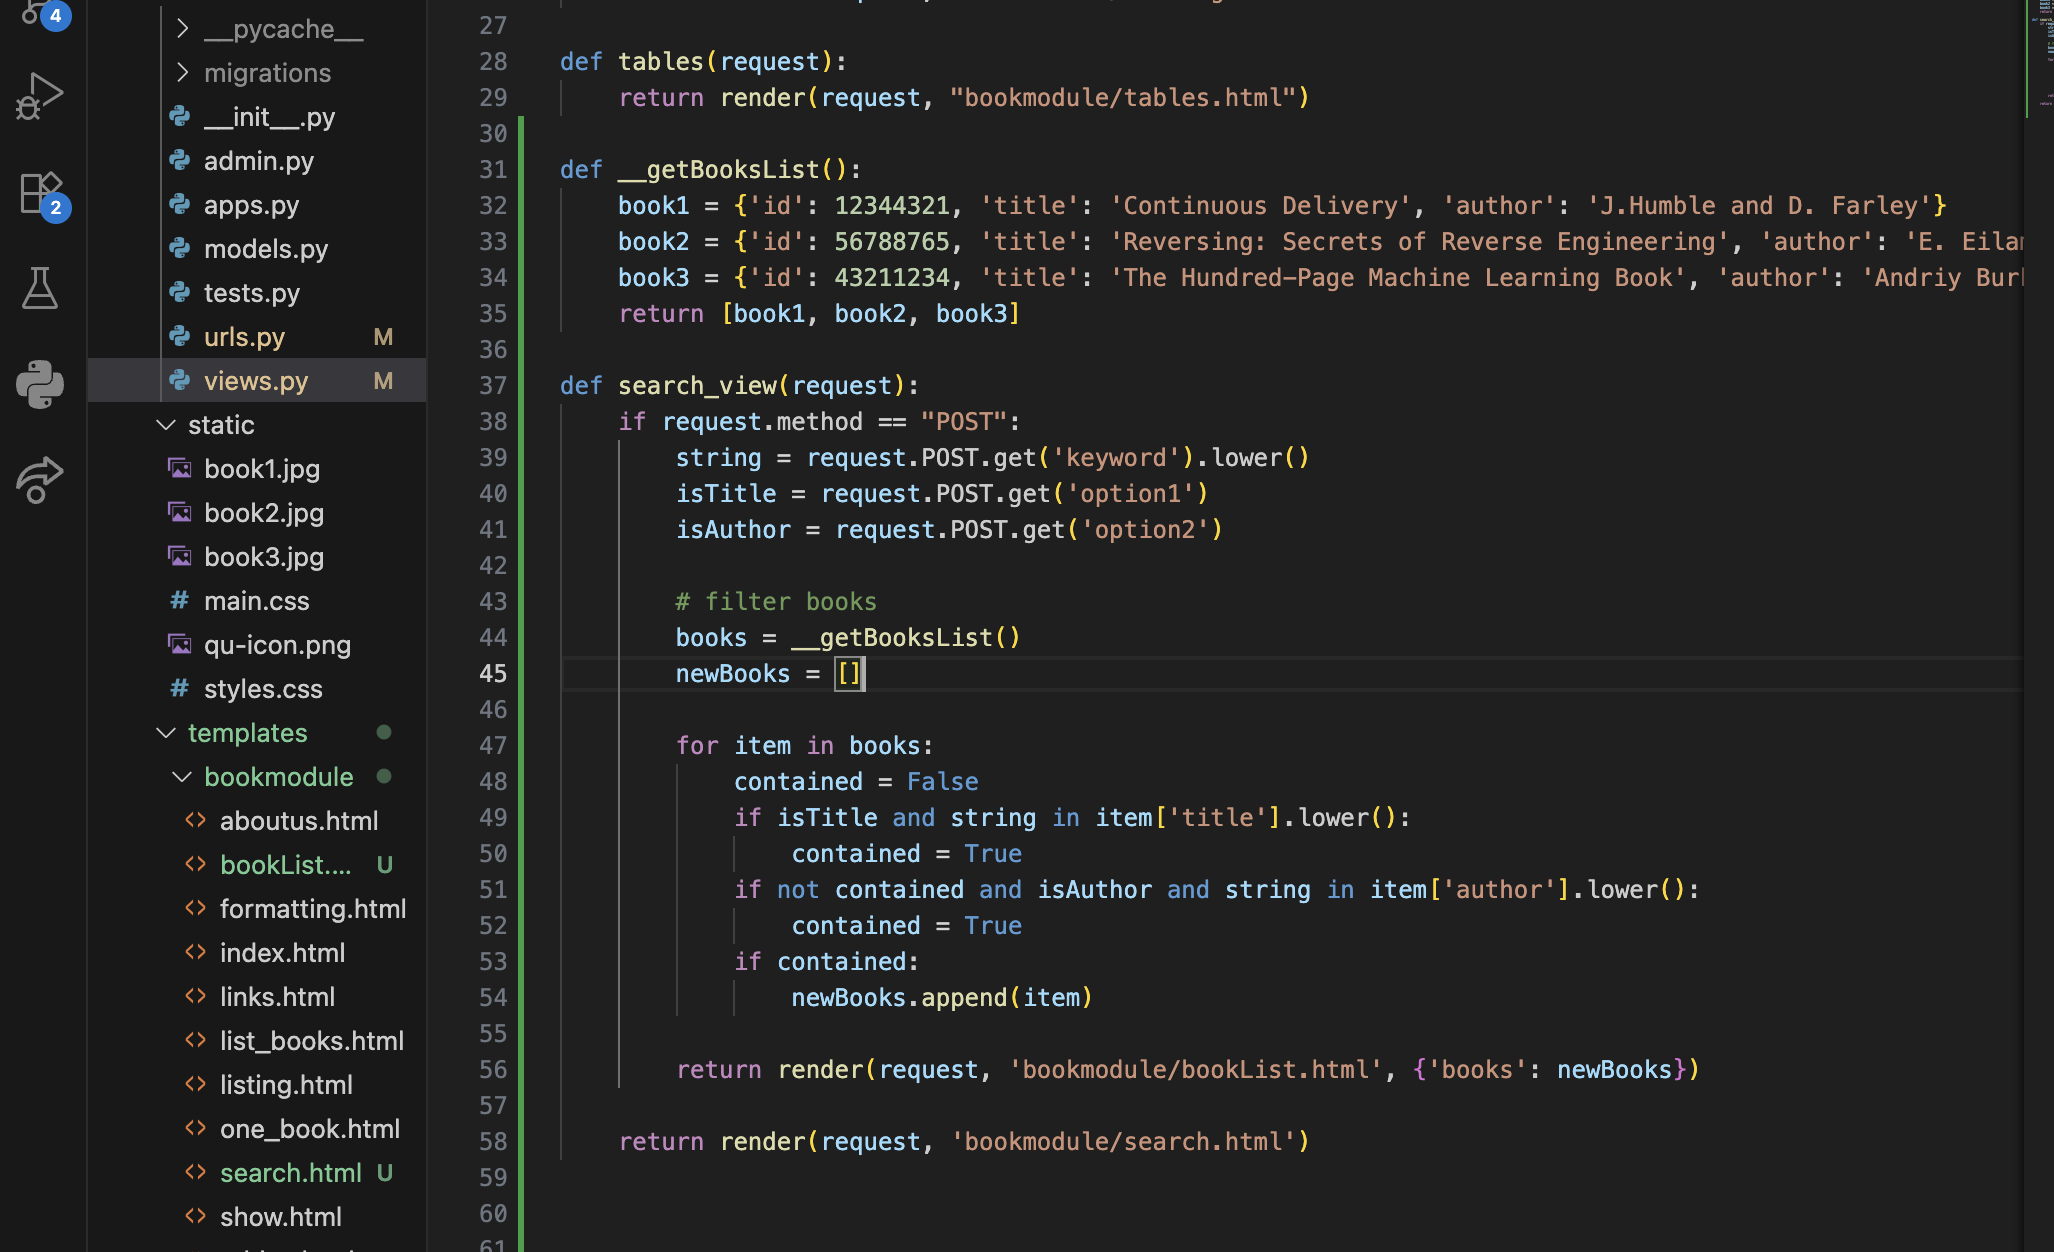 4
2
__pycache__
migrations
__init__.py
admin.py
apps.py
models.py
tests.py
urls.py M
views.py M
static
book1.jpg
book2.jpg
book3.jpg
# main.css
qu-icon.png
# styles.css
templates
bookmodule
aboutus.html
bookList.... U
formatting.html
index.html
links.html
list_books.html
listing.html
one_book.html
search.html U
show.html
27
28 def tables(request):
29 return render(request, "bookmodule/tables.html")
30
31 def __getBooksList():
32 book1 = {'id': 12344321, 'title': 'Continuous Delivery', 'author': 'J.Humble and D. Farley'}
33 book2 = {'id': 56788765, 'title': 'Reversing: Secrets of Reverse Engineering', 'author': 'E. Eilam
34 book3 = {'id': 43211234, 'title': 'The Hundred-Page Machine Learning Book', 'author': 'Andriy Bur
35 return [book1, book2, book3]
36
37 def search_view(request):
38 if request.method == "POST":
39 string = request.POST.get('keyword').lower()
40 isTitle = request.POST.get('option1')
41 isAuthor = request.POST.get('option2')
42
43 # filter books
44 books = __getBooksList()
45 newBooks = []
46
47 for item in books:
48 contained = False
49 if isTitle and string in item['title'].lower():
50 contained = True
51 if not contained and isAuthor and string in item['author'].lower():
52 contained = True
53 if contained:
54 newBooks.append(item)
55
56 return render(request, 'bookmodule/bookList.html', {'books': newBooks})
57
58 return render(request, 'bookmodule/search.html')
59
60
61